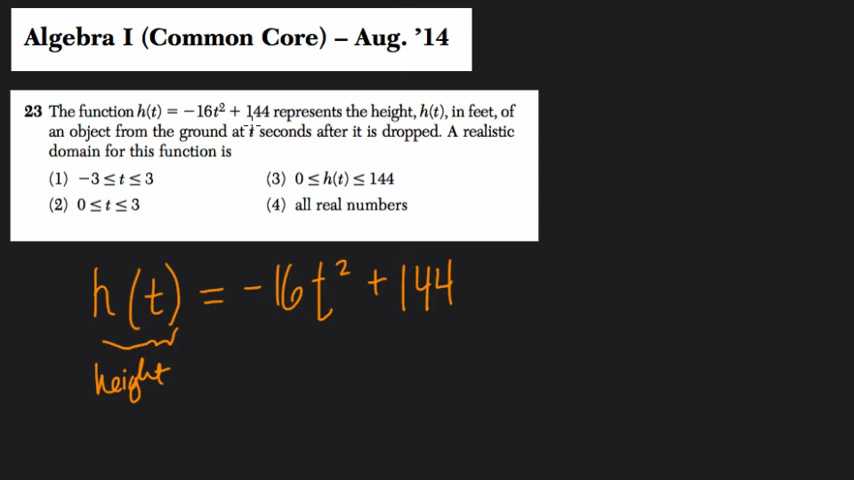 Algebra I (Common Core) – Aug. ’14
23 The function h(t) = −16t² + 144 represents the height, h(t), in feet, of
an object from the ground at t seconds after it is dropped. A realistic
domain for this function is
(1) −3 ≤ t ≤ 3 (3) 0 ≤ h(t) ≤ 144
(2) 0 ≤ t ≤ 3 (4) all real numbers
h(t) = -16t² + 144
height